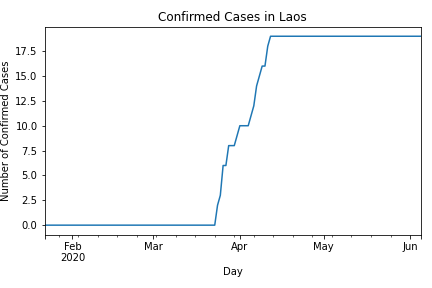 Confirmed Cases in Laos
Number of Confirmed Cases
17.5
15.0
12.5
10.0
7.5
5.0
2.5
0.0
Feb
2020
Mar
Apr
May
Jun
Day